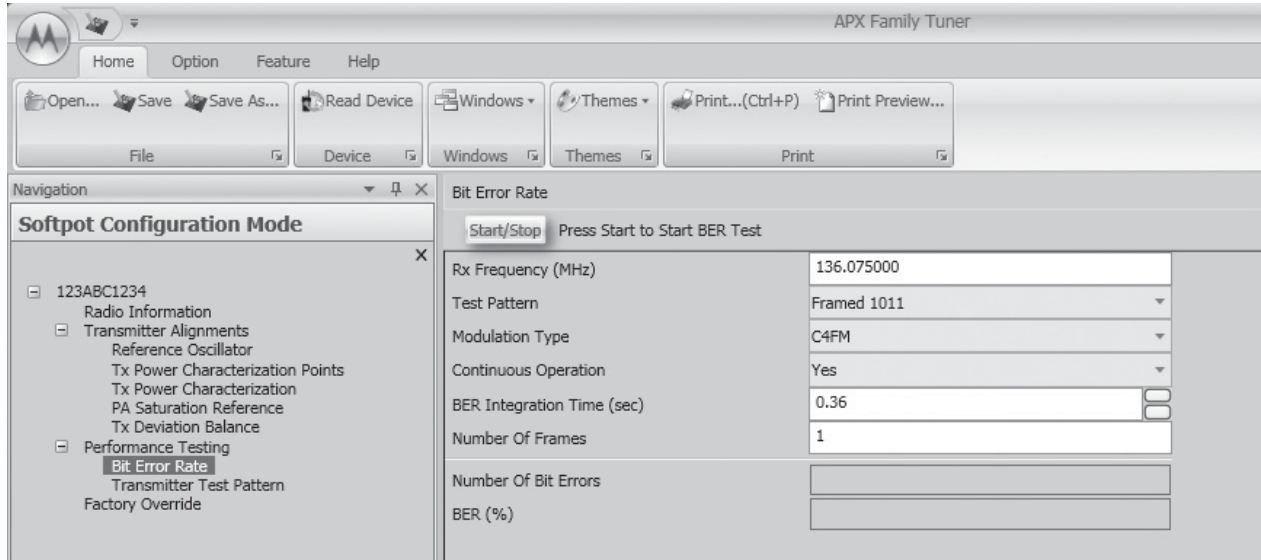 APX Family Tuner
Home Option Feature Help
Open... Save Save As... Read Device Windows Themes Print...(Ctrl+P) Print Preview...
File Device Windows Themes Print
Navigation
Softpot Configuration Mode
123ABC1234
Radio Information
Transmitter Alignments
Reference Oscillator
Tx Power Characterization Points
Tx Power Characterization
PA Saturation Reference
Tx Deviation Balance
Performance Testing
Bit Error Rate
Transmitter Test Pattern
Factory Override
Bit Error Rate
Start/Stop Press Start to Start BER Test
Rx Frequency (MHz) 136.075000
Test Pattern Framed 1011
Modulation Type C4FM
Continuous Operation Yes
BER Integration Time (sec) 0.36
Number Of Frames 1
Number Of Bit Errors
BER (%)